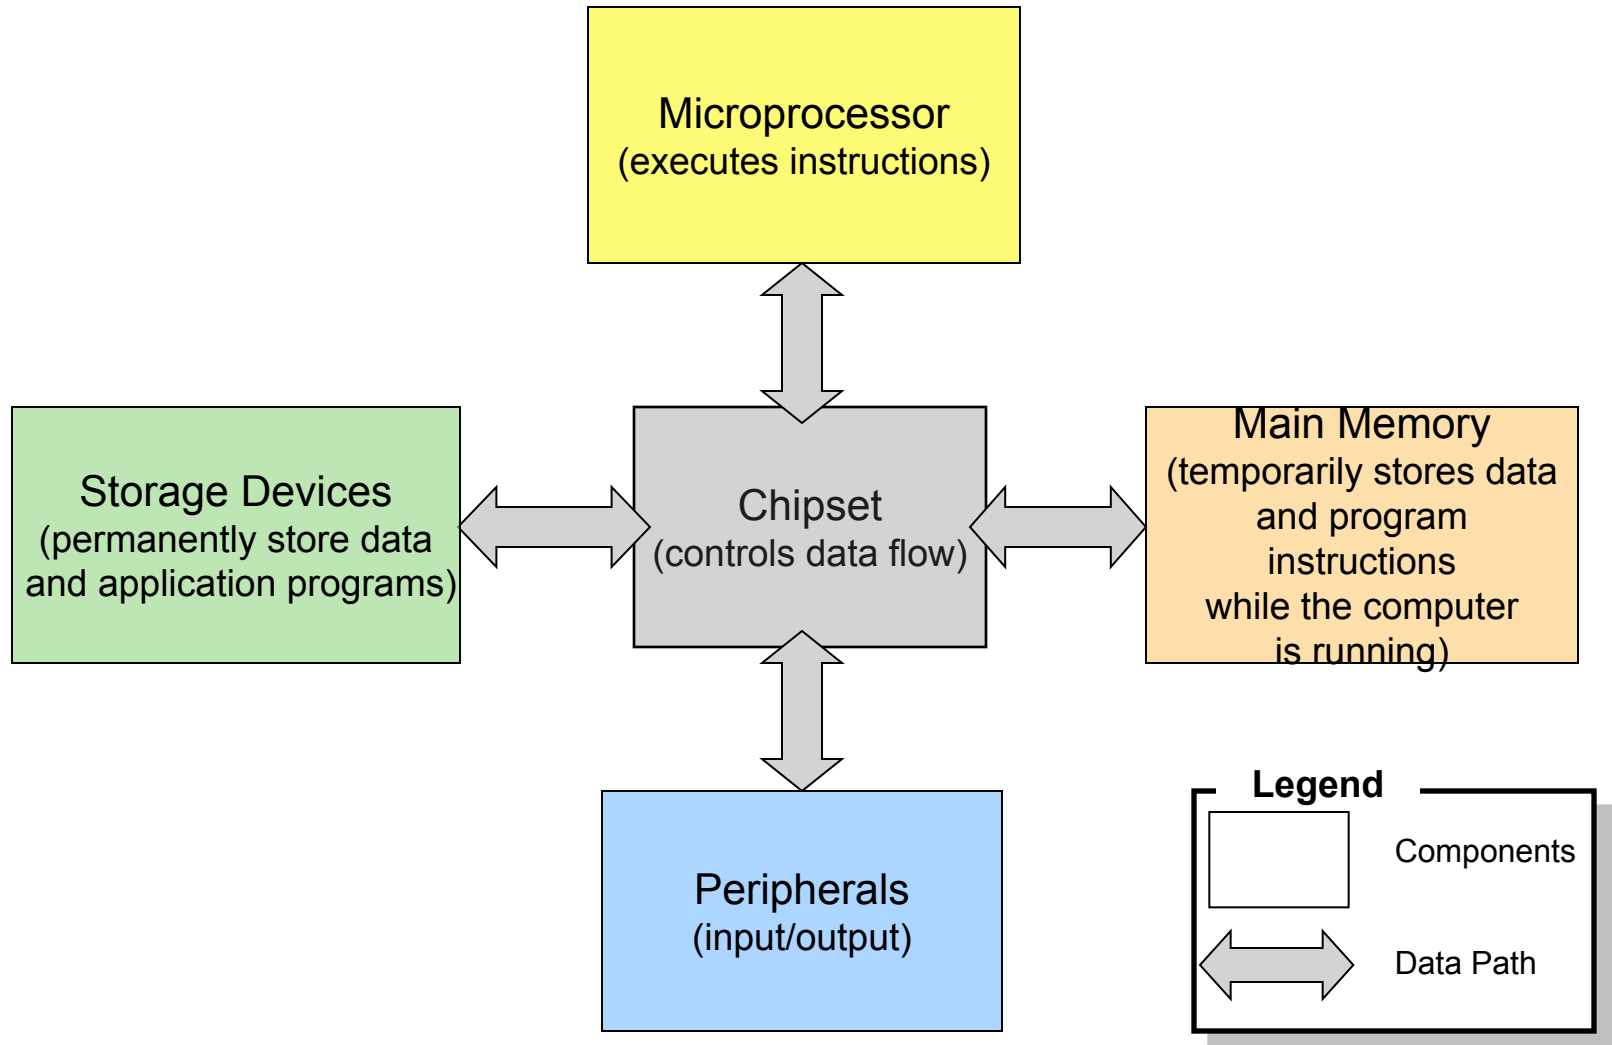 Microprocessor
(executes instructions)
Storage Devices
(permanently store data
and application programs)
Chipset
(controls data flow)
Main Memory
(temporarily stores data
and program
instructions
while the computer
is running)
Peripherals
(input/output)
Legend
Components
Data Path